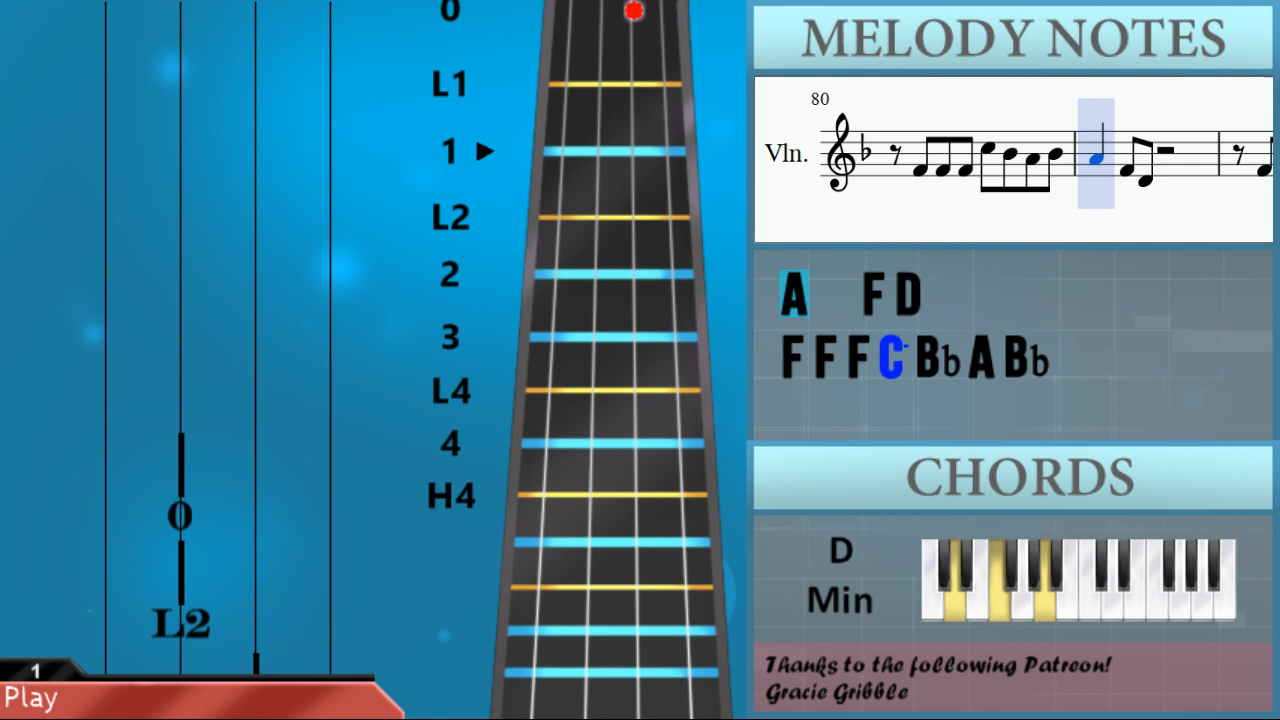 0
L1
1
L2
2
3
L4
4
H4
0
L2
1
Play
MELODY NOTES
80
Vln.
A F D
F F F C- Bb A Bb
CHORDS
D
Min
Thanks to the following Patreon!
Gracie Gribble